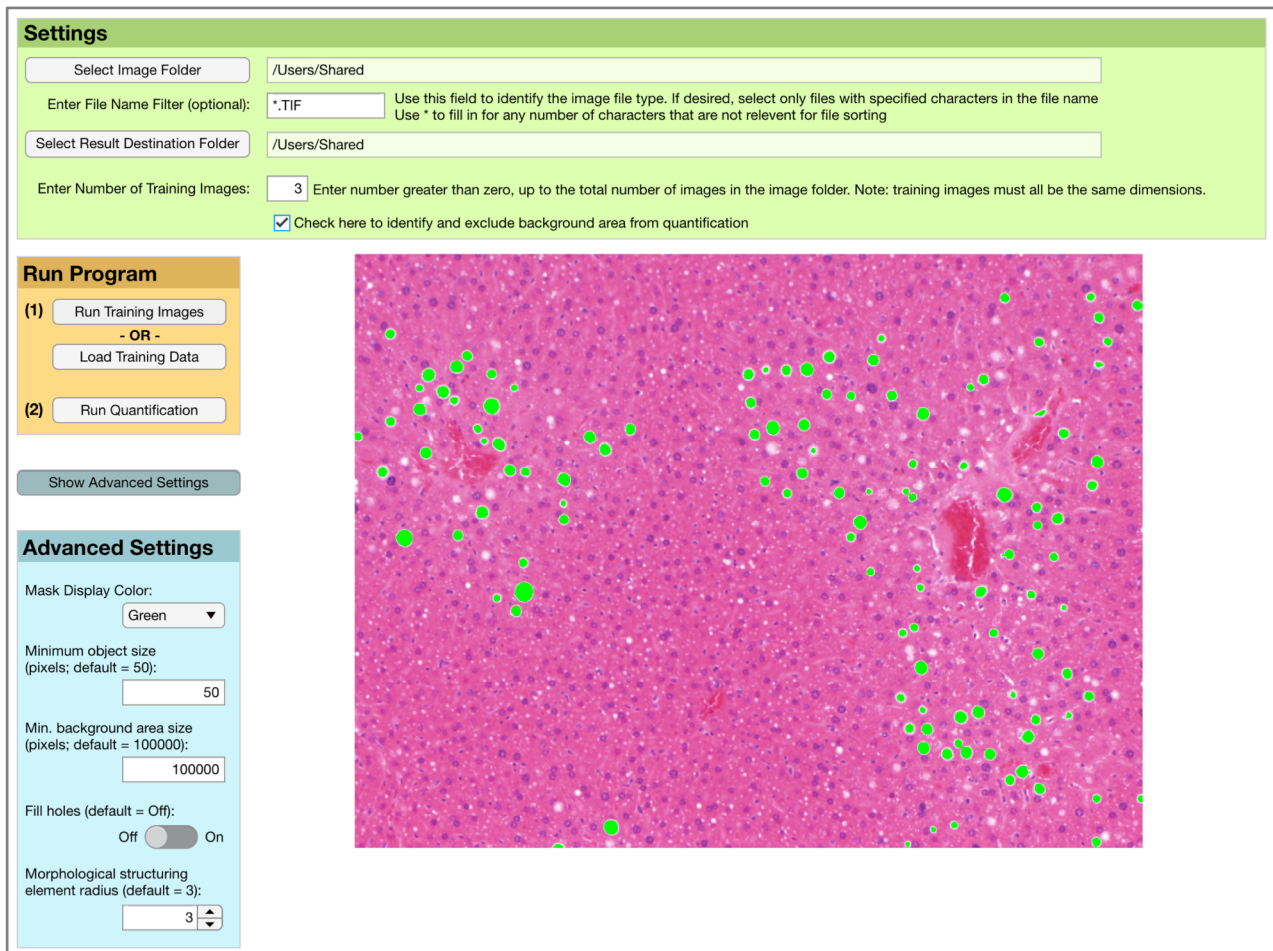 Settings
Select Image Folder
/Users/Shared
Enter File Name Filter (optional):
*.TIF
Use this field to identify the image file type. If desired, select only files with specified characters in the file name
Use * to fill in for any number of characters that are not relevent for file sorting
Select Result Destination Folder
/Users/Shared
Enter Number of Training Images:
3
Enter number greater than zero, up to the total number of images in the image folder. Note: training images must all be the same dimensions.
Check here to identify and exclude background area from quantification
Run Program
(1)
Run Training Images
- OR -
Load Training Data
(2)
Run Quantification
Show Advanced Settings
Advanced Settings
Mask Display Color:
Green
Minimum object size
(pixels; default = 50):
50
Min. background area size
(pixels; default = 100000):
100000
Fill holes (default = Off):
Off
On
Morphological structuring
element radius (default = 3):
3